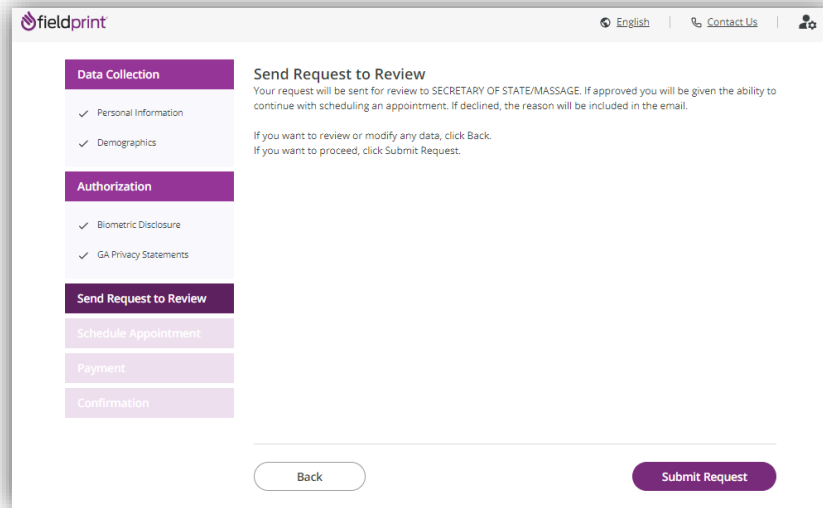 fieldprint
English
Contact Us
Data Collection
Personal Information
Demographics
Authorization
Biometric Disclosure
GA Privacy Statements
Send Request to Review
Schedule Appointment
Payment
Confirmation
Send Request to Review
Your request will be sent for review to SECRETARY OF STATE/MASSAGE. If approved you will be given the ability to
continue with scheduling an appointment. If declined, the reason will be included in the email.
If you want to review or modify any data, click Back.
If you want to proceed, click Submit Request.
Back
Submit Request